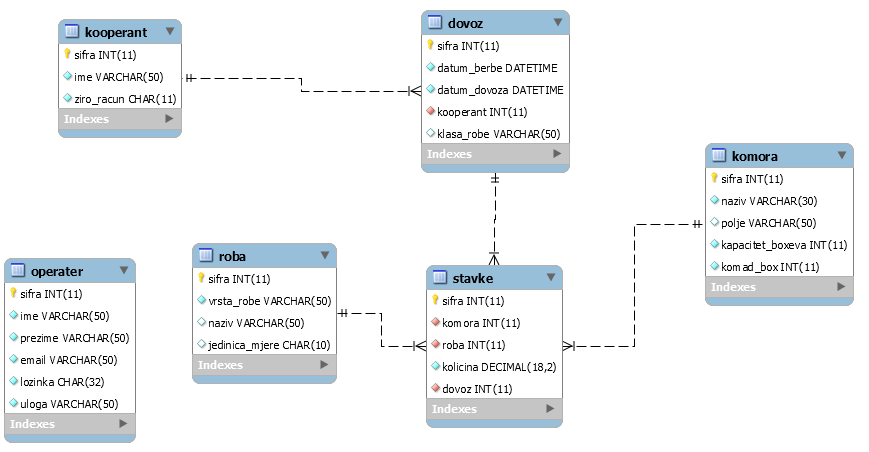 kooperant
sifra INT(11)
ime VARCHAR(50)
ziro_racun CHAR(11)
Indexes
dovoz
sifra INT(11)
datum_berbe DATETIME
datum_dovoza DATETIME
kooperant INT(11)
klasa_robe VARCHAR(50)
Indexes
komora
sifra INT(11)
naziv VARCHAR(30)
polje VARCHAR(50)
kapacitet_boxeva INT(11)
komad_box INT(11)
Indexes
operater
sifra INT(11)
ime VARCHAR(50)
prezime VARCHAR(50)
email VARCHAR(50)
lozinka CHAR(32)
uloga VARCHAR(50)
Indexes
roba
sifra INT(11)
vrsta_robe VARCHAR(50)
naziv VARCHAR(50)
jedinica_mjere CHAR(10)
Indexes
stavke
sifra INT(11)
komora INT(11)
roba INT(11)
kolicina DECIMAL(18,2)
dovoz INT(11)
Indexes